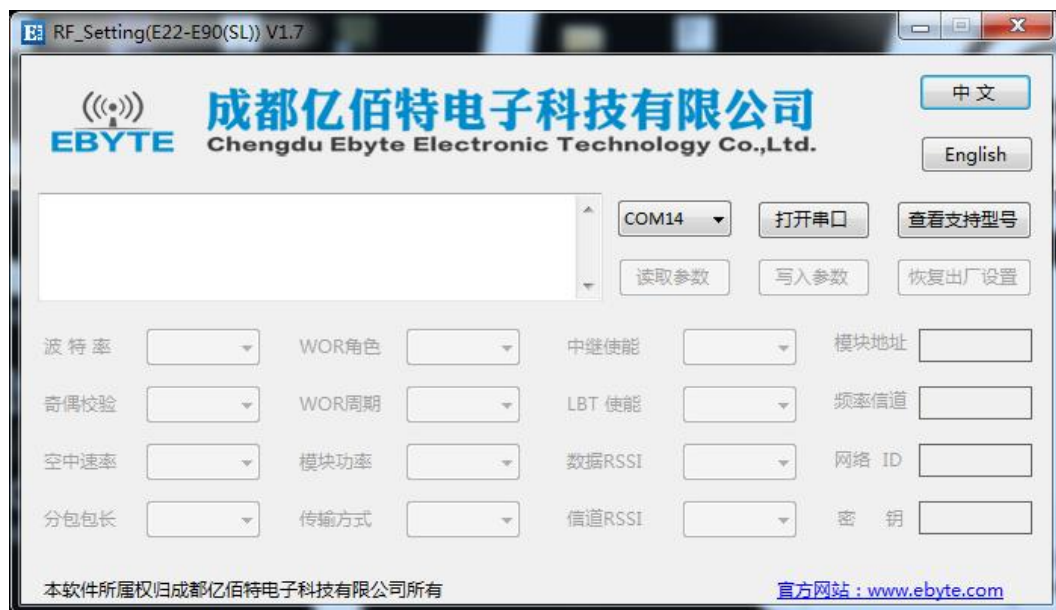 RF_Setting(E22-E90(SL)) V1.7
EBYTE
成都亿佰特电子科技有限公司
Chengdu Ebyte Electronic Technology Co.,Ltd.
中文
English
COM14 打开串口 查看支持型号
读取参数 写入参数 恢复出厂设置
波特率 WOR角色 中继使能 模块地址
奇偶校验 WOR周期 LBT 使能 频率信道
空中速率 模块功率 数据RSSI 网络 ID
分包包长 传输方式 信道RSSI 密 钥
本软件所属权归成都亿佰特电子科技有限公司所有 官方网站：www.ebyte.com